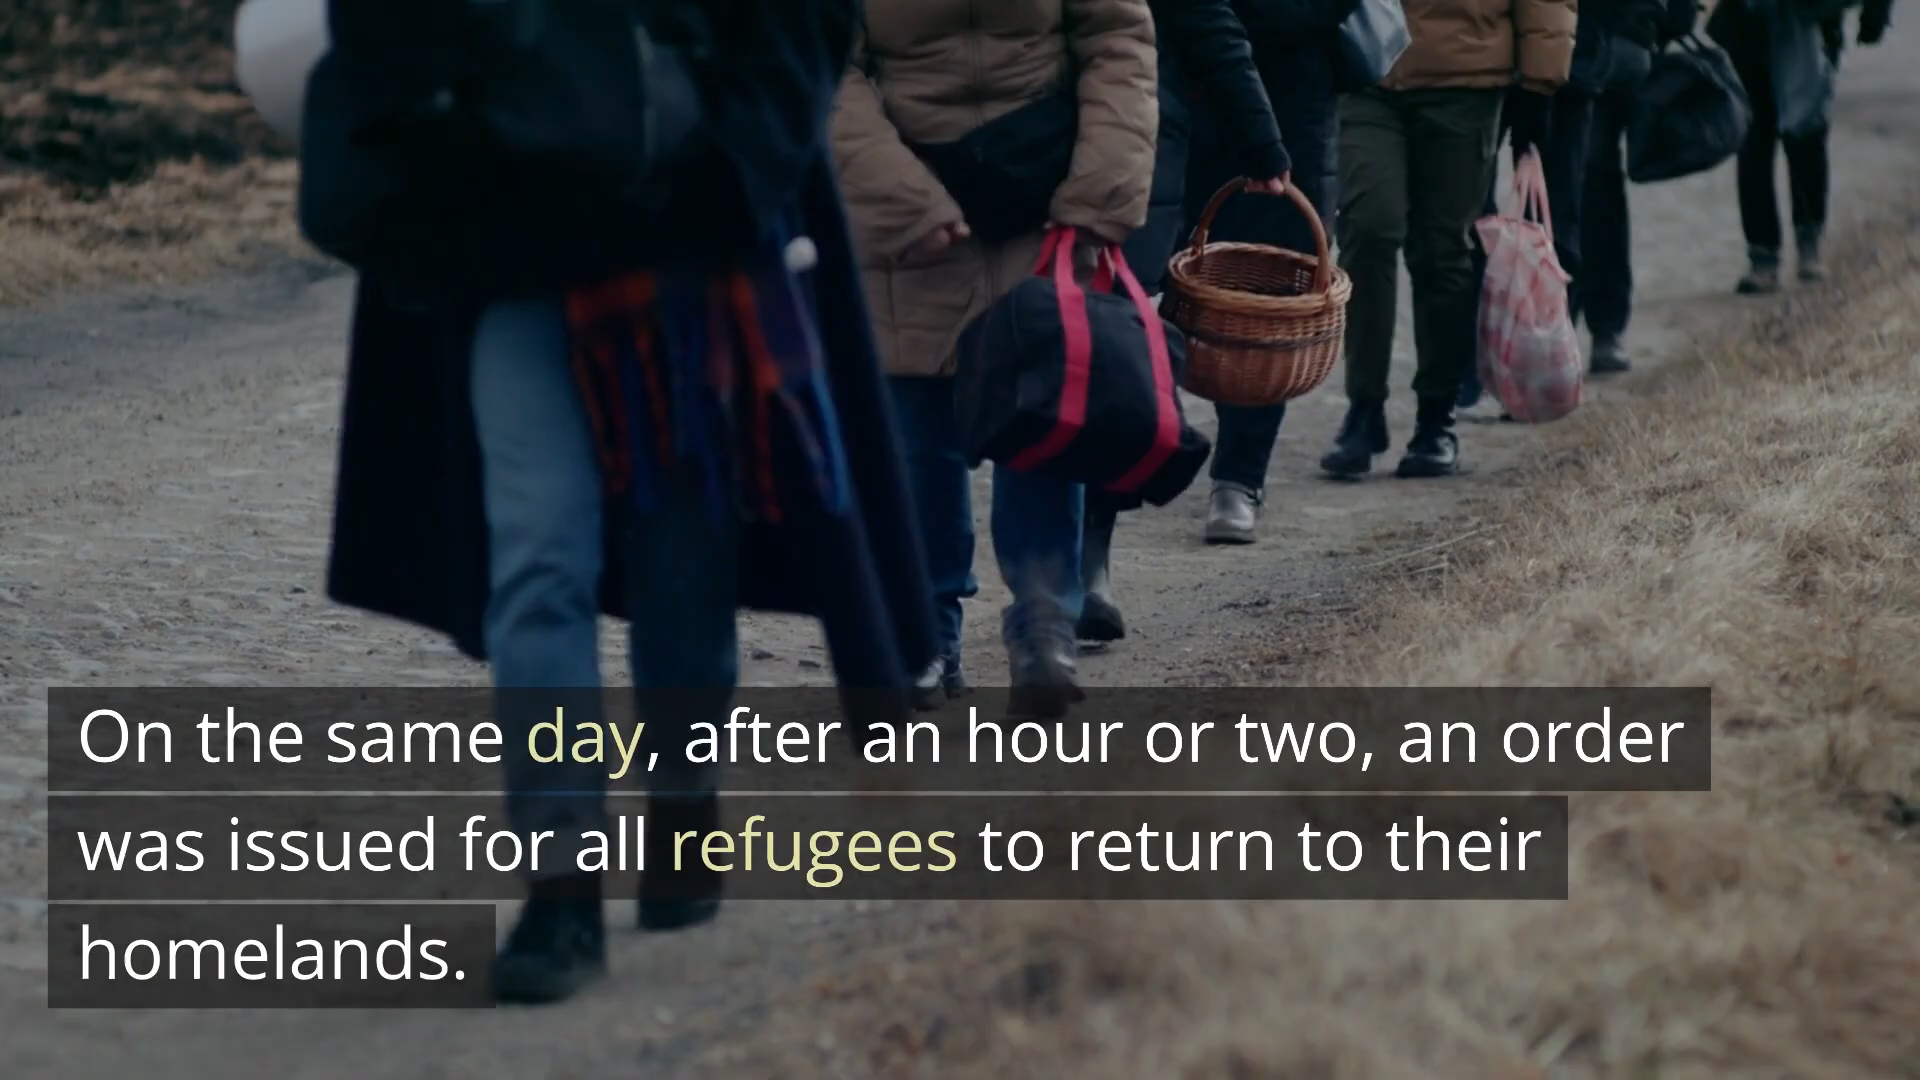 On the same day, after an hour or two, an order
was issued for all refugees to return to their
homelands.